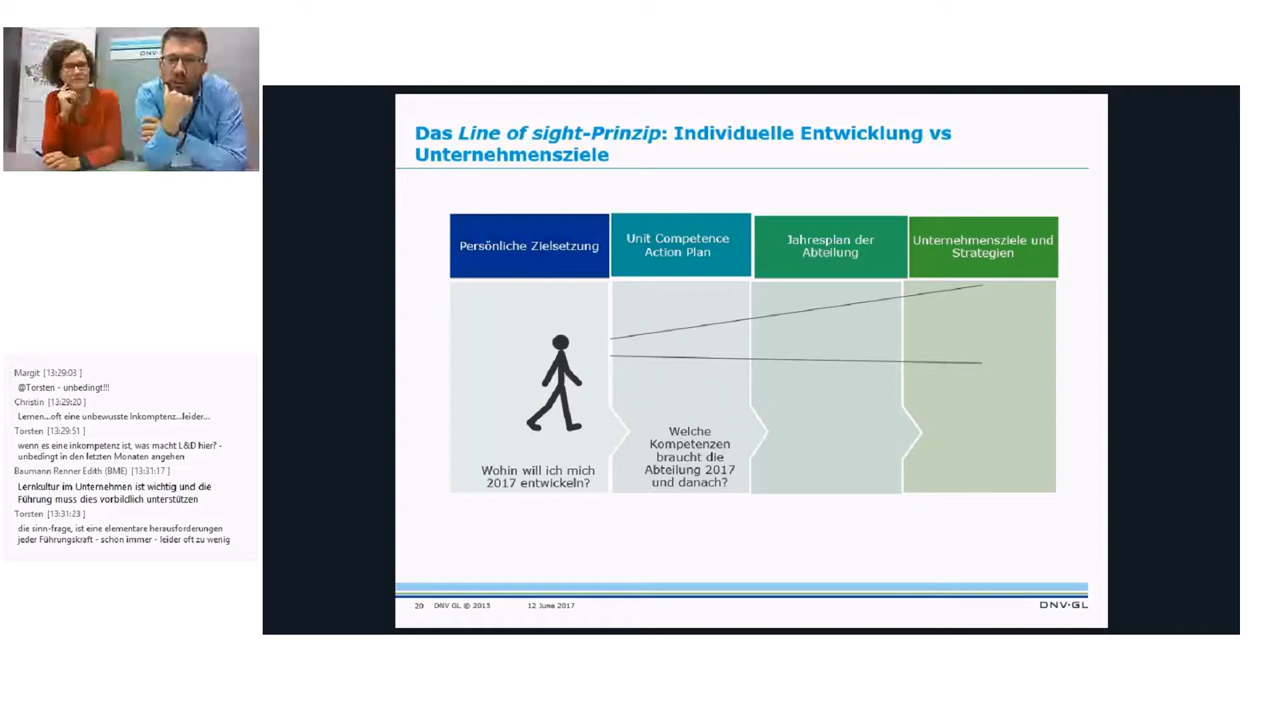 DNV·GL
Das Line of sight-Prinzip: Individuelle Entwicklung vs
Unternehmensziele
Persönliche Zielsetzung
Unit Competence
Action Plan
Jahresplan der
Abteilung
Unternehmensziele und
Strategien
Wohin will ich mich
2017 entwickeln?
Welche
Kompetenzen
braucht die
Abteilung 2017
und danach?
20 DNV GL © 2015 12 June 2017
DNV·GL
Margit [13:29:03 ]
@Torsten - unbedingt!!!
Christin [13:29:20 ]
Lernen...oft eine unbewusste Inkomptenz...leider...
Torsten [13:29:51 ]
wenn es eine inkompetenz ist, was macht L&D hier? -
unbedingt in den letzten Monaten angehen
Baumann Renner Edith (BME) [13:31:17 ]
Lernkultur im Unternehmen ist wichtig und die
Führung muss dies vorbildlich unterstützen
Torsten [13:31:23 ]
die sinn-frage, ist eine elementare herausforderungen
jeder Führungskraft - schon immer - leider oft zu wenig